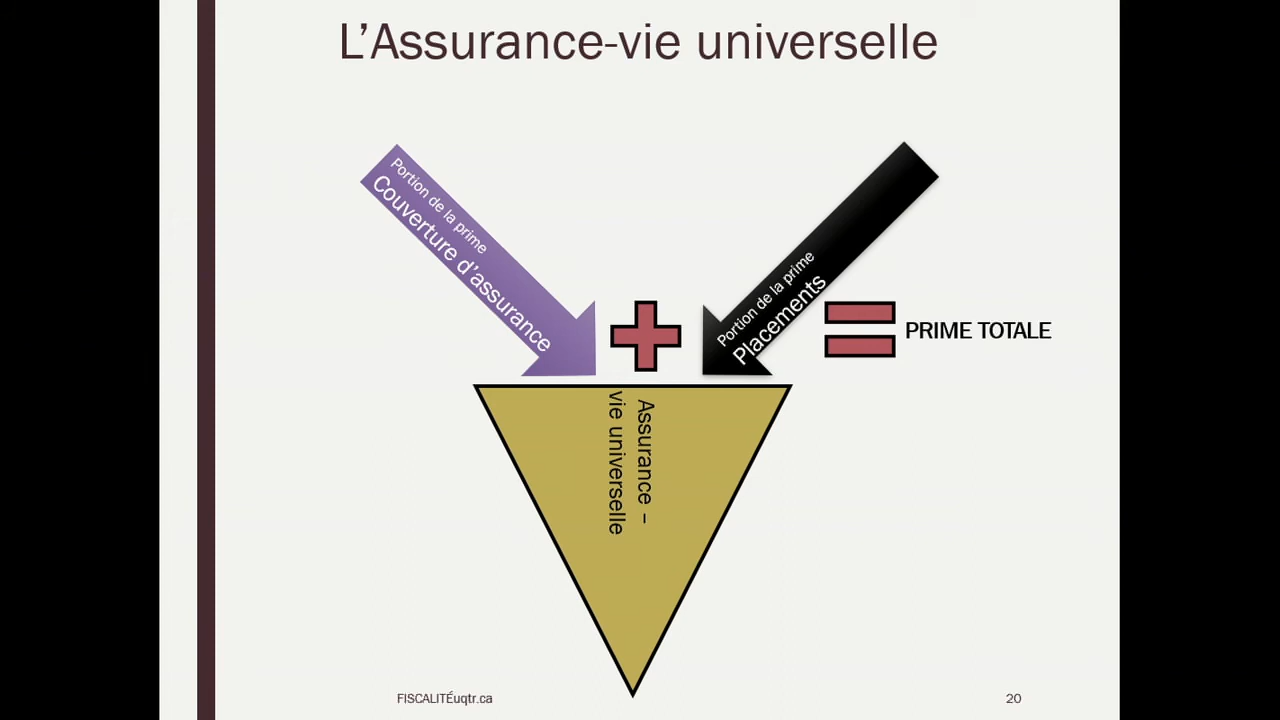 L’Assurance-vie universelle
Portion de la prime
Couverture d’assurance
Portion de la prime
Placements
PRIME TOTALE
Assurance –
vie universelle
FISCALITÉuqtr.ca
20